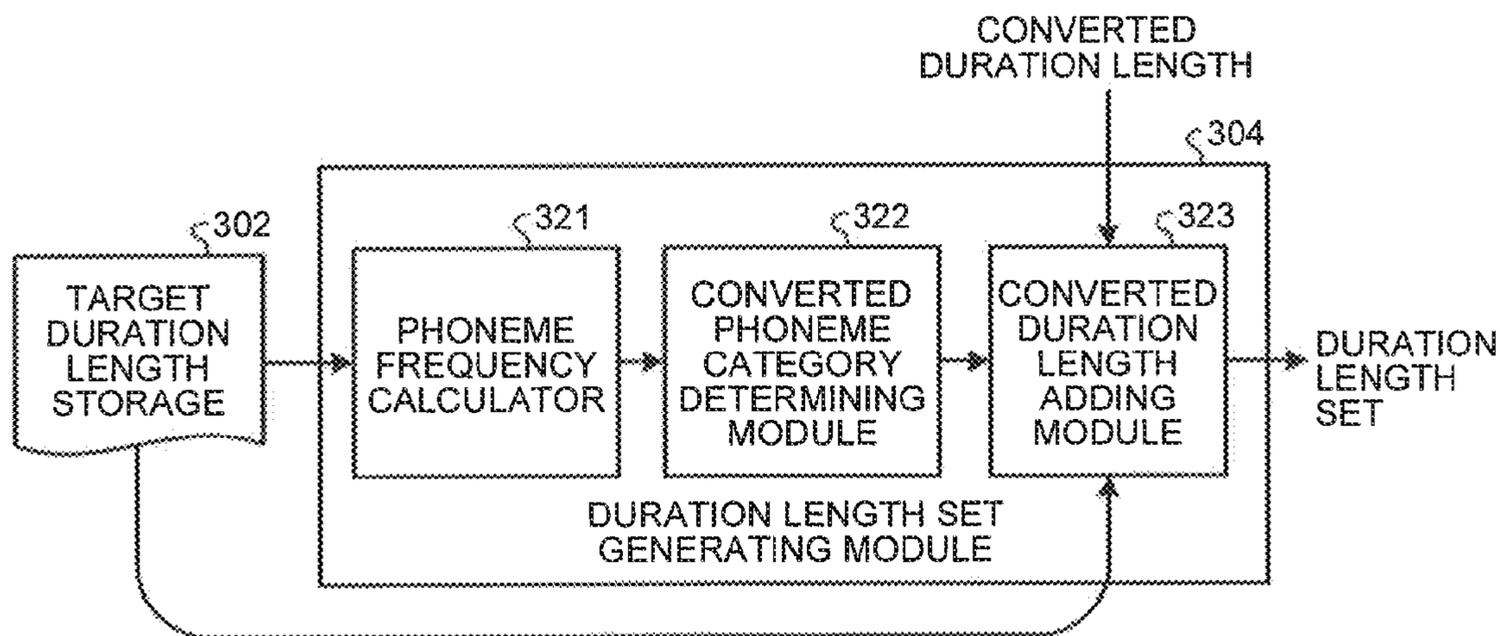 CONVERTED
DURATION LENGTH
304
302
321
322
323
TARGET
DURATION
LENGTH
STORAGE
PHONEME
FREQUENCY
CALCULATOR
CONVERTED
PHONEME
CATEGORY
DETERMINING
MODULE
CONVERTED
DURATION
LENGTH
ADDING
MODULE
DURATION
LENGTH
SET
DURATION LENGTH SET
GENERATING MODULE